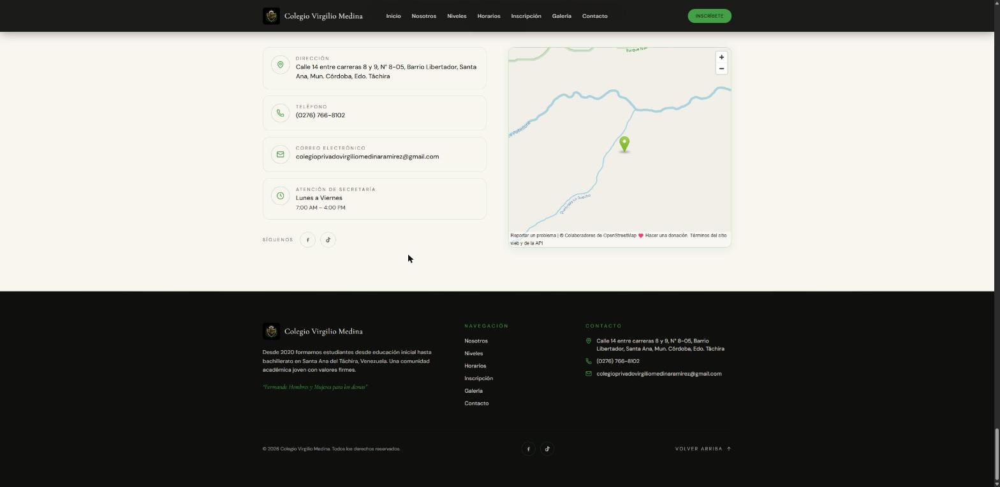 Colegio Virgilio Medina
Inicio
Nosotros
Niveles
Horarios
Inscripción
Galería
Contacto
INSCRÍBETE
DIRECCIÓN
Calle 14 entre carreras 8 y 9, N° 8-05, Barrio Libertador, Santa
Ana, Mun. Córdoba, Edo. Táchira
TELÉFONO
(0276) 766-8102
CORREO ELECTRÓNICO
colegioprivadovirgiliomedinaramirez@gmail.com
ATENCIÓN DE SECRETARÍA
Lunes a Viernes
7:00 AM – 4:00 PM
SÍGUENOS
Parque
+
−
Quebrada La
Reportar un problema | © Colaboradores de OpenStreetMap ♥ Hacer una donación. Términos del sitio
web y de la API
Colegio Virgilio Medina
Desde 2020 formamos estudiantes desde educación inicial hasta
bachillerato en Santa Ana del Táchira, Venezuela. Una comunidad
académica joven con valores firmes.
"Formando Hombres y Mujeres para los demás"
NAVEGACIÓN
Nosotros
Niveles
Horarios
Inscripción
Galería
Contacto
CONTACTO
Calle 14 entre carreras 8 y 9, N° 8-05, Barrio
Libertador, Santa Ana, Mun. Córdoba, Edo. Táchira
(0276) 766-8102
colegioprivadovirgiliomedinaramirez@gmail.com
© 2026 Colegio Virgilio Medina. Todos los derechos reservados.
VOLVER ARRIBA ↑